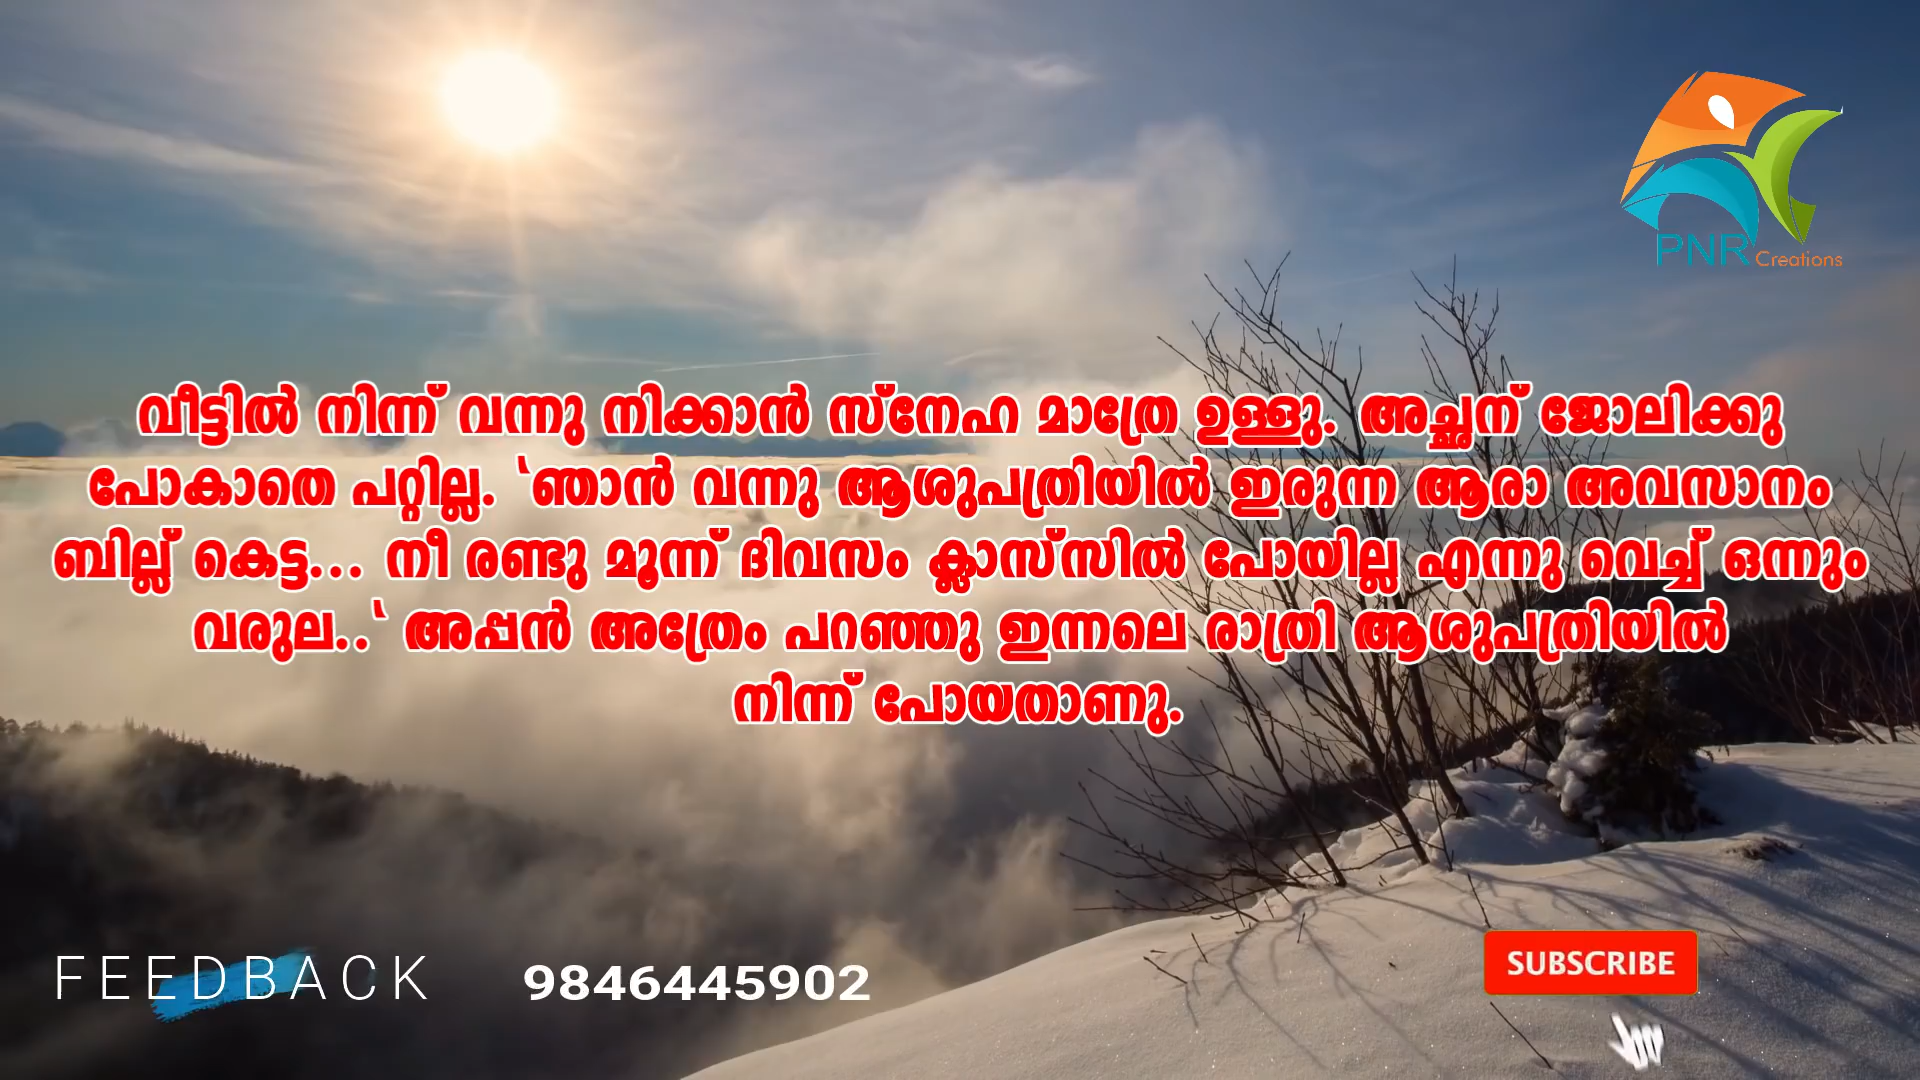 PNR Creations
വീട്ടിൽ നിന്ന് വന്നു നിക്കാൻ സ്നേഹ മാത്രേ ഉള്ളു. അച്ഛന് ജോലിക്കു
പോകാതെ പറ്റില്ല. 'ഞാൻ വന്നു ആശുപത്രിയിൽ ഇരുന്ന ആരാ അവസാനം
ബില്ല് കെട്ട... നീ രണ്ടു മൂന്ന് ദിവസം ക്ലാസ്സിൽ പോയില്ല എന്നു വെച്ച് ഒന്നും
വരുല..' അപ്പൻ അത്രേം പറഞ്ഞു ഇന്നലെ രാത്രി ആശുപത്രിയിൽ
നിന്ന് പോയതാണു.
FEEDBACK 9846445902
SUBSCRIBE